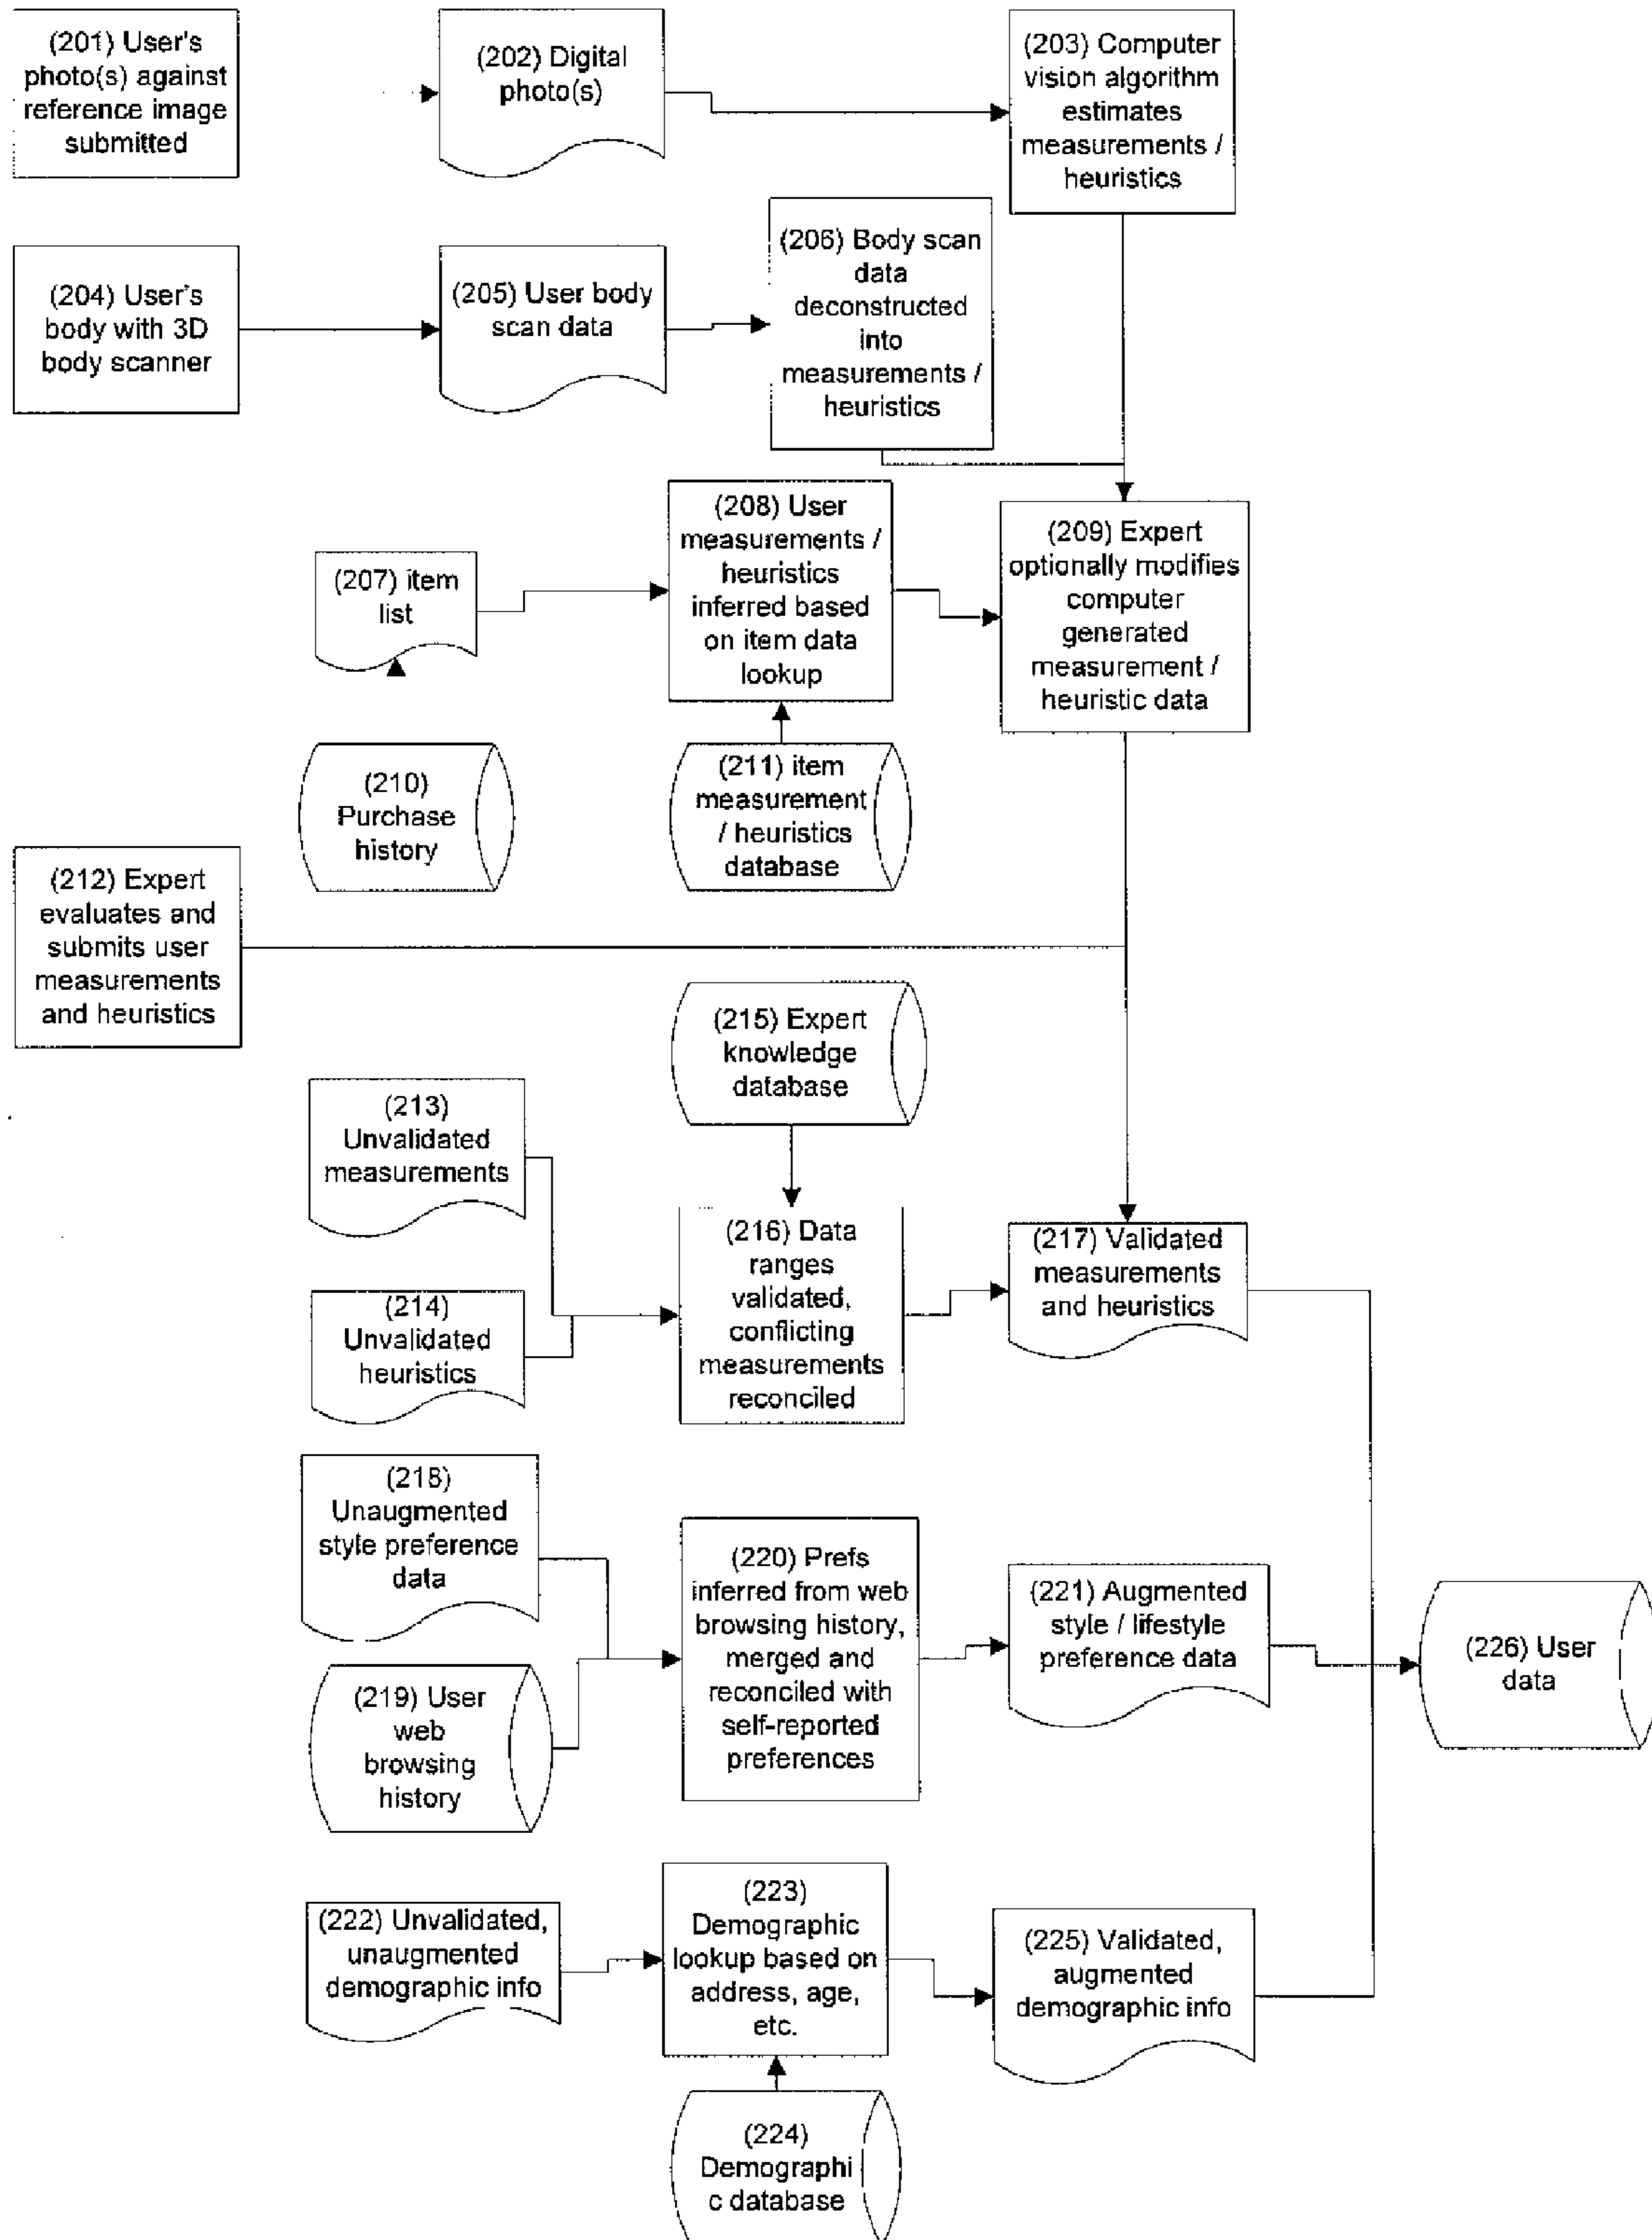 (201) User's
photo(s) against
reference image
submitted
(202) Digital
photo(s)
(203) Computer
vision algorithm
estimates
measurements /
heuristics
(204) User's
body with 3D
body scanner
(205) User body
scan data
(206) Body scan
data
deconstructed
into
measurements /
heuristics
(207) item
list
(208) User
measurements /
heuristics
inferred based
on item data
lookup
(209) Expert
optionally modifies
computer
generated
measurement /
heuristic data
(210)
Purchase
history
(211) item
measurement
/ heuristics
database
(212) Expert
evaluates and
submits user
measurements
and heuristics
(213)
Unvalidated
measurements
(214)
Unvalidated
heuristics
(215) Expert
knowledge
database
(216) Data
ranges
validated,
conflicting
measurements
reconciled
(217) Validated
measurements
and heuristics
(218)
Unaugmented
style preference
data
(219) User
web
browsing
history
(220) Prefs
inferred from web
browsing history,
merged and
reconciled with
self-reported
preferences
(221) Augmented
style / lifestyle
preference data
(226) User
data
(222) Unvalidated,
unaugmented
demographic info
(223)
Demographic
lookup based on
address, age,
etc.
(225) Validated,
augmented
demographic info
(224)
Demographi
c database